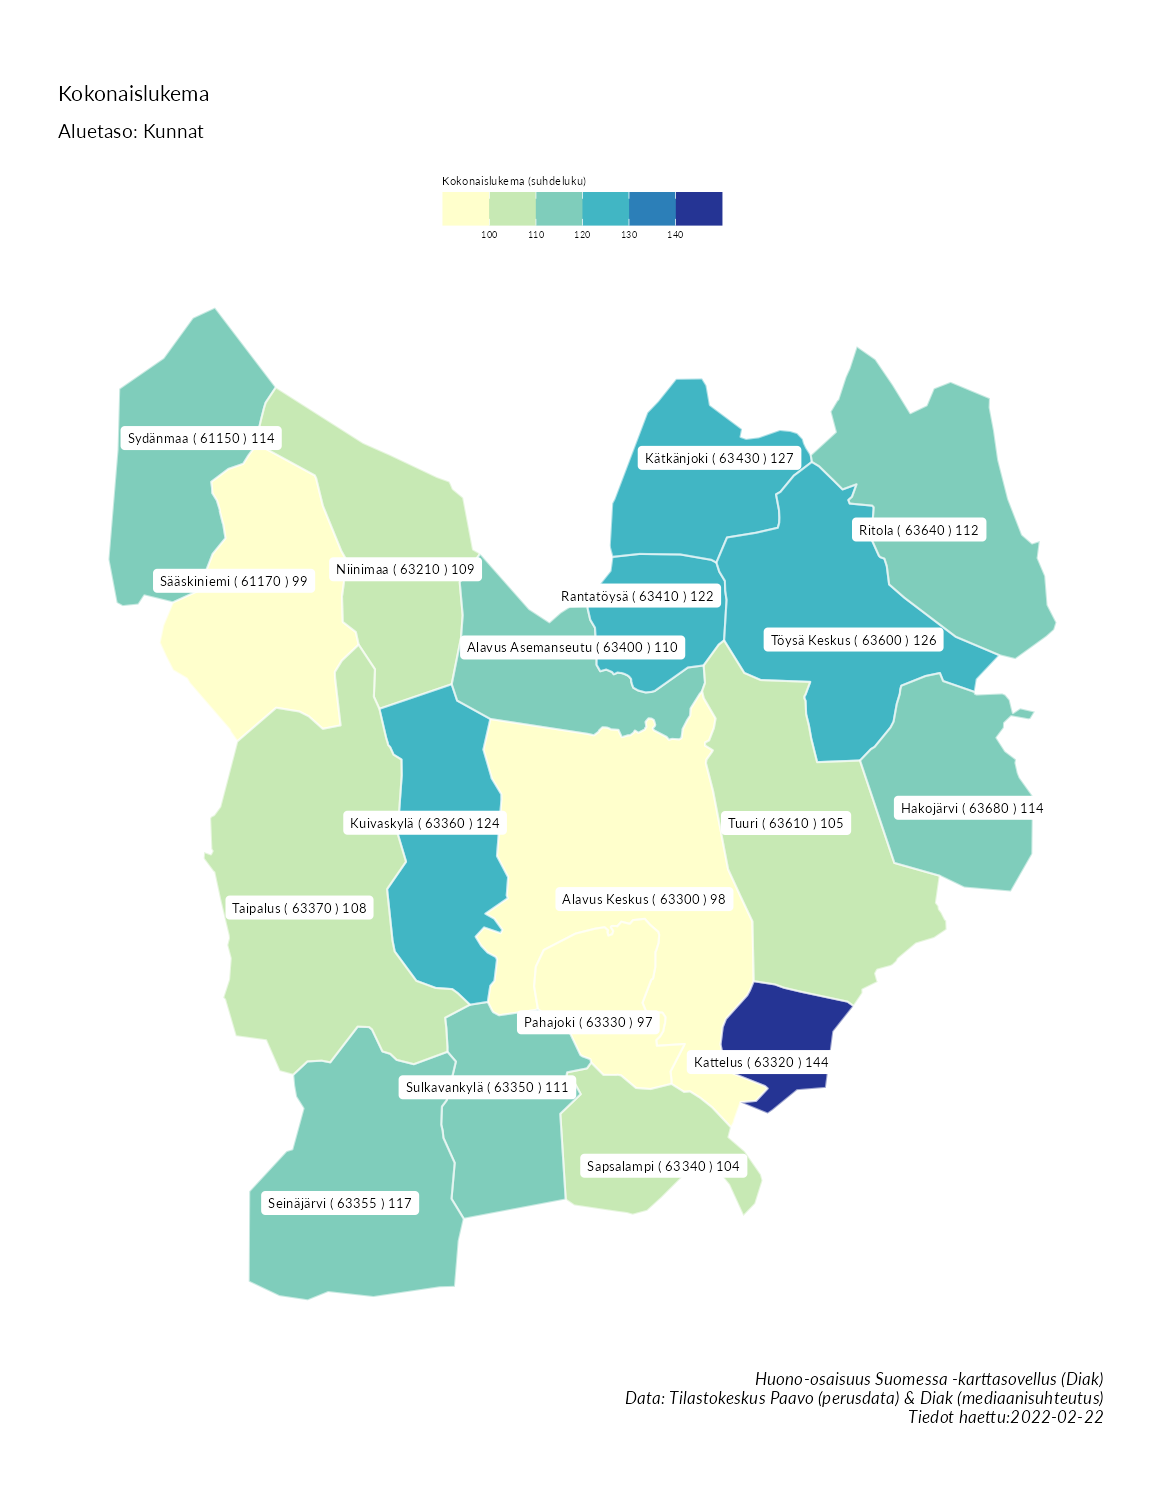 Kokonaislukema
Aluetaso: Kunnat
Kokonaislukema (suhdeluku)
100 110 120 130 140
Sydänmaa ( 61150 ) 114
Kätkänjoki ( 63430 ) 127
Ritola ( 63640 ) 112
Niinimaa ( 63210 ) 109
Sääskiniemi ( 61170 ) 99
Rantatöysä ( 63410 ) 122
Töysä Keskus ( 63600 ) 126
Alavus Asemanseutu ( 63400 ) 110
Hakojärvi ( 63680 ) 114
Kuivaskylä ( 63360 ) 124
Tuuri ( 63610 ) 105
Alavus Keskus ( 63300 ) 98
Taipalus ( 63370 ) 108
Pahajoki ( 63330 ) 97
Kattelus ( 63320 ) 144
Sulkavankylä ( 63350 ) 111
Sapsalampi ( 63340 ) 104
Seinäjärvi ( 63355 ) 117
Huono-osaisuus Suomessa -karttasovellus (Diak)
Data: Tilastokeskus Paavo (perusdata) & Diak (mediaanisuhteutus)
Tiedot haettu:2022-02-22